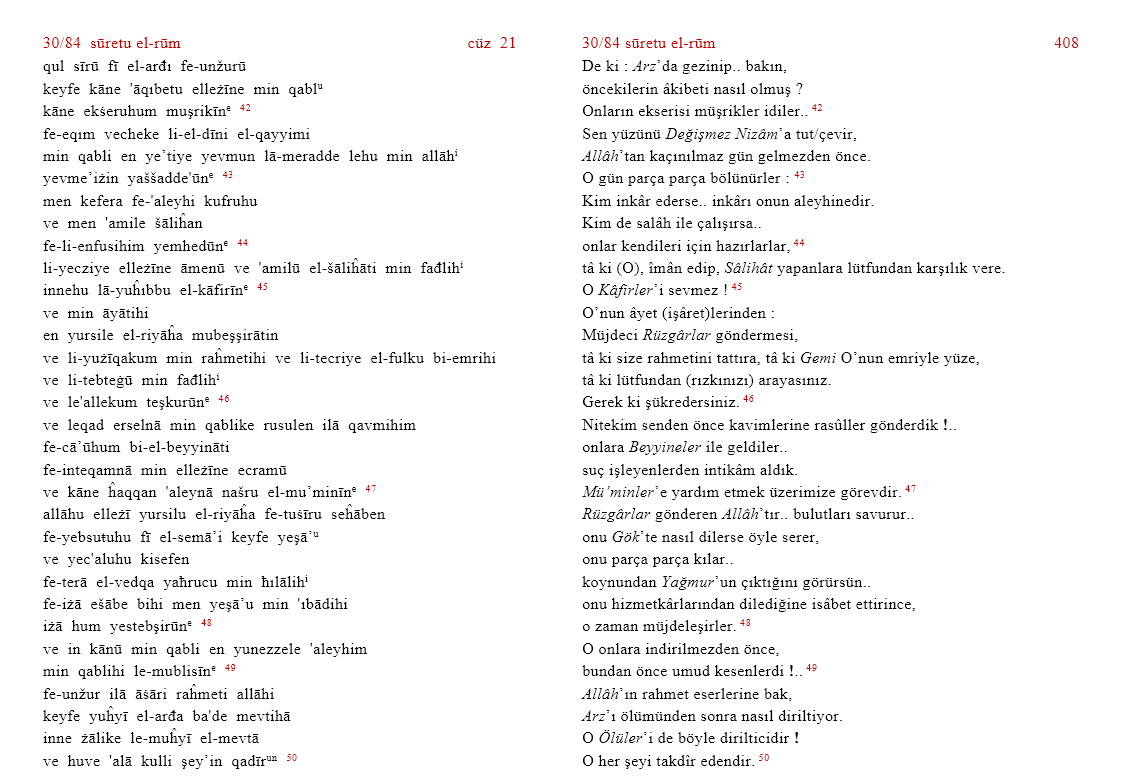 30/84 sūretu el-rūm cüz 21
qul sīrū fī el-arđı fe-unžurū
keyfe kāne 'āqıbetu elleżīne min qablᵘ
kāne ekṡeruhum muşrikīnᵉ 42
fe-eqım vecheke li-el-dīni el-qayyimi
min qabli en ye’tiye yevmun lā-meradde lehu min allāhⁱ
yevme’iżin yaššadde'ūnᵉ 43
men kefera fe-'aleyhi kufruhu
ve men 'amile šāliĥan
fe-li-enfusihim yemhedūnᵉ 44
li-yecziye elleżīne āmenū ve 'amilū el-šāliĥāti min fađlihⁱ
innehu lā-yuĥıbbu el-kāfirīnᵉ 45
ve min āyātihi
en yursile el-riyāĥa mubeşşirātin
ve li-yużīqakum min raĥmetihi ve li-tecriye el-fulku bi-emrihi
ve li-tebteġū min fađlihⁱ
ve le'allekum teşkurūnᵉ 46
ve leqad erselnā min qablike rusulen ilā qavmihim
fe-cā’ūhum bi-el-beyyināti
fe-inteqamnā min elleżīne ecramū
ve kāne ĥaqqan 'aleynā našru el-mu’minīnᵉ 47
allāhu elleżī yursilu el-riyāĥa fe-tuṡīru seĥāben
fe-yebsuŧuhu fī el-semā’i keyfe yeşā’ᵘ
ve yec'aluhu kisefen
fe-terā el-vedqa yaħrucu min ħılālihⁱ
fe-iżā ešābe bihi men yeşā’u min 'ıbādihi
iżā hum yestebşirūnᵉ 48
ve in kānū min qabli en yunezzele 'aleyhim
min qablihi le-mublisīnᵉ 49
fe-unžur ilā āṡāri raĥmeti allāhi
keyfe yuĥyī el-arđa ba'de mevtihā
inne żālike le-muĥyī el-mevtā
ve huve 'alā kulli şey’in qadīrᵘⁿ 50
30/84 sūretu el-rūm 408
De ki : Arz’da gezinip.. bakın,
öncekilerin âkibeti nasıl olmuş ?
Onların ekserisi müşrikler idiler.. 42
Sen yüzünü Değişmez Nizâm’a tut/çevir,
Allâh’tan kaçınılmaz gün gelmezden önce.
O gün parça parça bölünürler : 43
Kim inkâr ederse.. inkârı onun aleyhinedir.
Kim de salâh ile çalışırsa..
onlar kendileri için hazırlarlar, 44
tâ ki (O), îmân edip, Sâlihât yapanlara lütfundan karşılık vere.
O Kâfirler’i sevmez ! 45
O’nun âyet (işâret)lerinden :
Müjdeci Rüzgârlar göndermesi,
tâ ki size rahmetini tattıra, tâ ki Gemi O’nun emriyle yüze,
tâ ki lütfundan (rızkınızı) arayasınız.
Gerek ki şükredersiniz. 46
Nitekim senden önce kavimlerine rasûller gönderdik !..
onlara Beyyineler ile geldiler..
suç işleyenlerden intikâm aldık.
Mü’minler’e yardım etmek üzerimize görevdir. 47
Rüzgârlar gönderen Allâh’tır.. bulutları savurur..
onu Gök’te nasıl dilerse öyle serer,
onu parça parça kılar..
koynundan Yağmur’un çıktığını görürsün..
onu hizmetkârlarından dilediğine isâbet ettirince,
o zaman müjdeleşirler. 48
O onlara indirilmezden önce,
bundan önce umud kesenlerdi !.. 49
Allâh’ın rahmet eserlerine bak,
Arz’ı ölümünden sonra nasıl diriltiyor.
O Ölüler’i de böyle dirilticidir !
O her şeyi takdîr edendir. 50